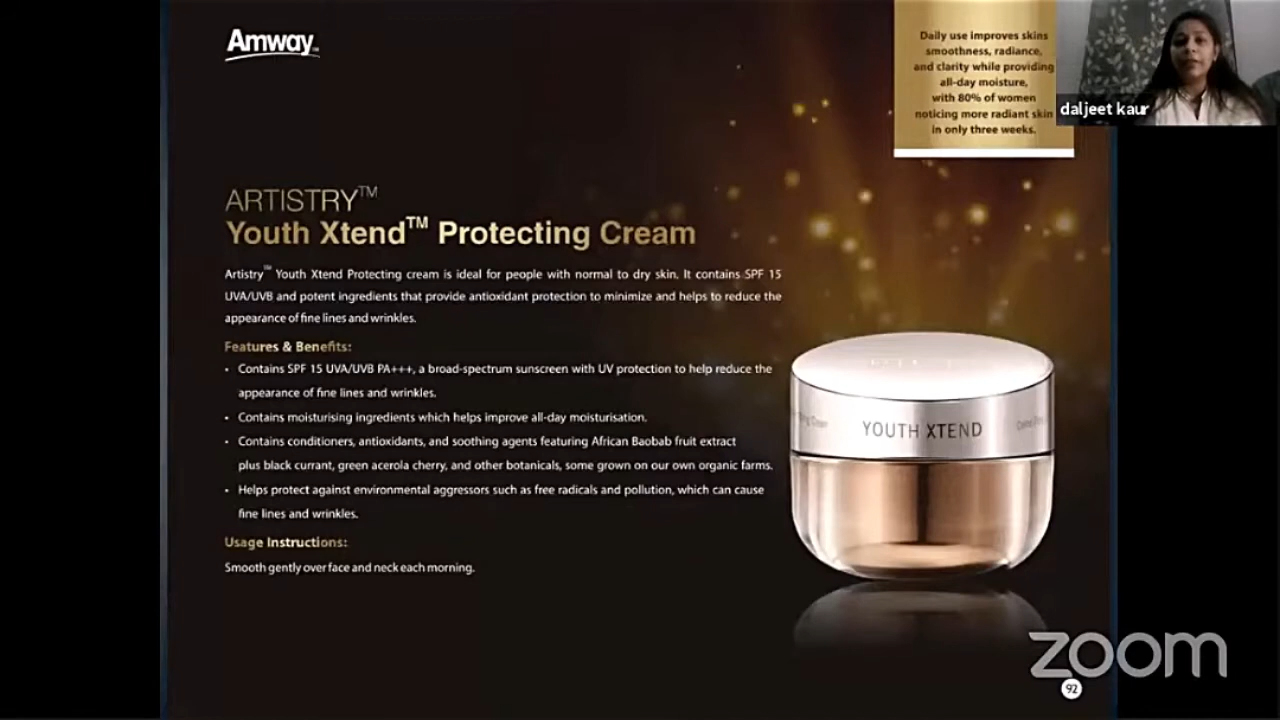 Amway™
Daily use improves skins
smoothness, radiance,
and clarity while providing
all-day moisture,
with 80% of women
noticing more radiant skin
in only three weeks.
daljeet kaur
ARTISTRY™
Youth Xtend™ Protecting Cream
Artistry™ Youth Xtend Protecting cream is ideal for people with normal to dry skin. It contains SPF 15
UVA/UVB and potent ingredients that provide antioxidant protection to minimize and helps to reduce the
appearance of fine lines and wrinkles.
Features & Benefits:
• Contains SPF 15 UVA/UVB PA+++, a broad-spectrum sunscreen with UV protection to help reduce the
appearance of fine lines and wrinkles.
• Contains moisturising ingredients which helps improve all-day moisturisation.
• Contains conditioners, antioxidants, and soothing agents featuring African Baobab fruit extract
plus black currant, green acerola cherry, and other botanicals, some grown on our own organic farms.
• Helps protect against environmental aggressors such as free radicals and pollution, which can cause
fine lines and wrinkles.
Usage Instructions:
Smooth gently over face and neck each morning.
YOUTH XTEND
zoom
92